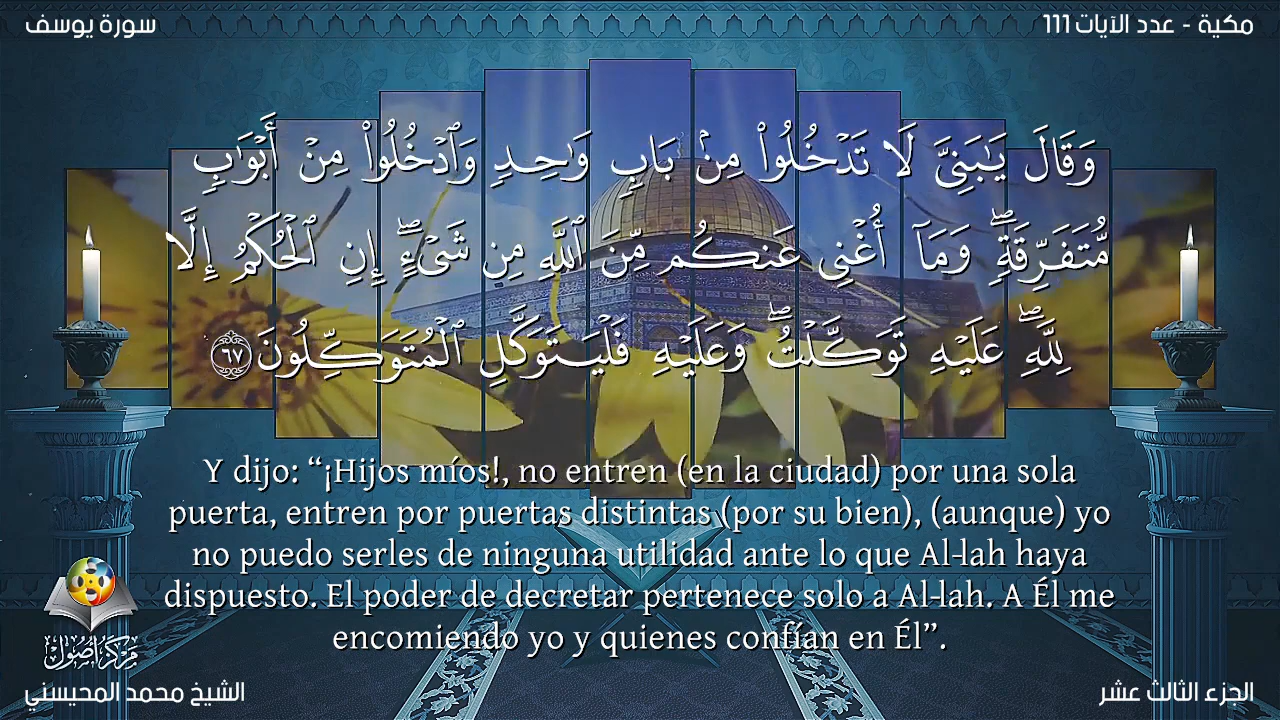 سورة يوسف
مكية - عدد الآيات 111
وَقَالَ يَـٰبَنِىَّ لَا تَدْخُلُوا۟ مِنۢ بَابٍ وَٰحِدٍ وَٱدْخُلُوا۟ مِنْ أَبْوَٰبٍ
مُّتَفَرِّقَةٍ ۖ وَمَآ أُغْنِى عَنكُم مِّنَ ٱللَّهِ مِن شَىْءٍ ۖ إِنِ ٱلْحُكْمُ إِلَّا
لِلَّهِ ۖ عَلَيْهِ تَوَكَّلْتُ ۖ وَعَلَيْهِ فَلْيَتَوَكَّلِ ٱلْمُتَوَكِّلُونَ ٦٧
Y dijo: “¡Hijos míos!, no entren (en la ciudad) por una sola
puerta, entren por puertas distintas (por su bien), (aunque) yo
no puedo serles de ninguna utilidad ante lo que Al-lah haya
dispuesto. El poder de decretar pertenece solo a Al-lah. A Él me
encomiendo yo y quienes confían en Él”.
مركز أصول
الشيخ محمد المحيسني
الجزء الثالث عشر